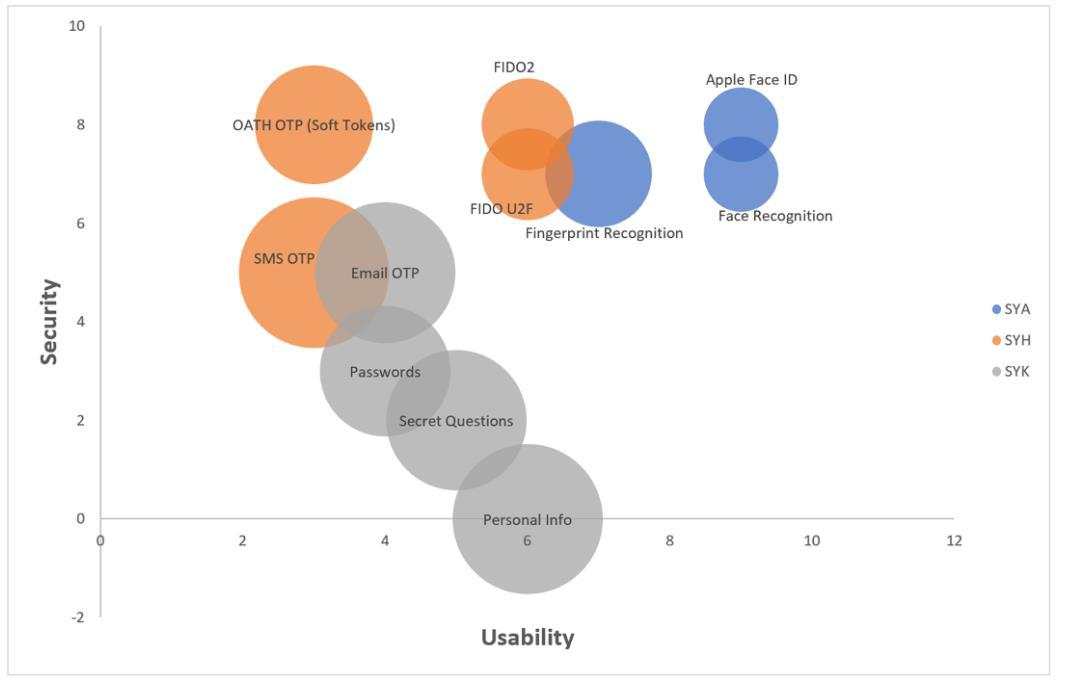 10
FIDO2
Apple Face ID
8
OATH OTP (Soft Tokens)
FIDO U2F
Face Recognition
6
Fingerprint Recognition
SMS OTP
Email OTP
Security
SYA
4
SYH
Passwords
SYK
2
Secret Questions
0
Personal Info
0
2
4
6
8
10
12
-2
Usability